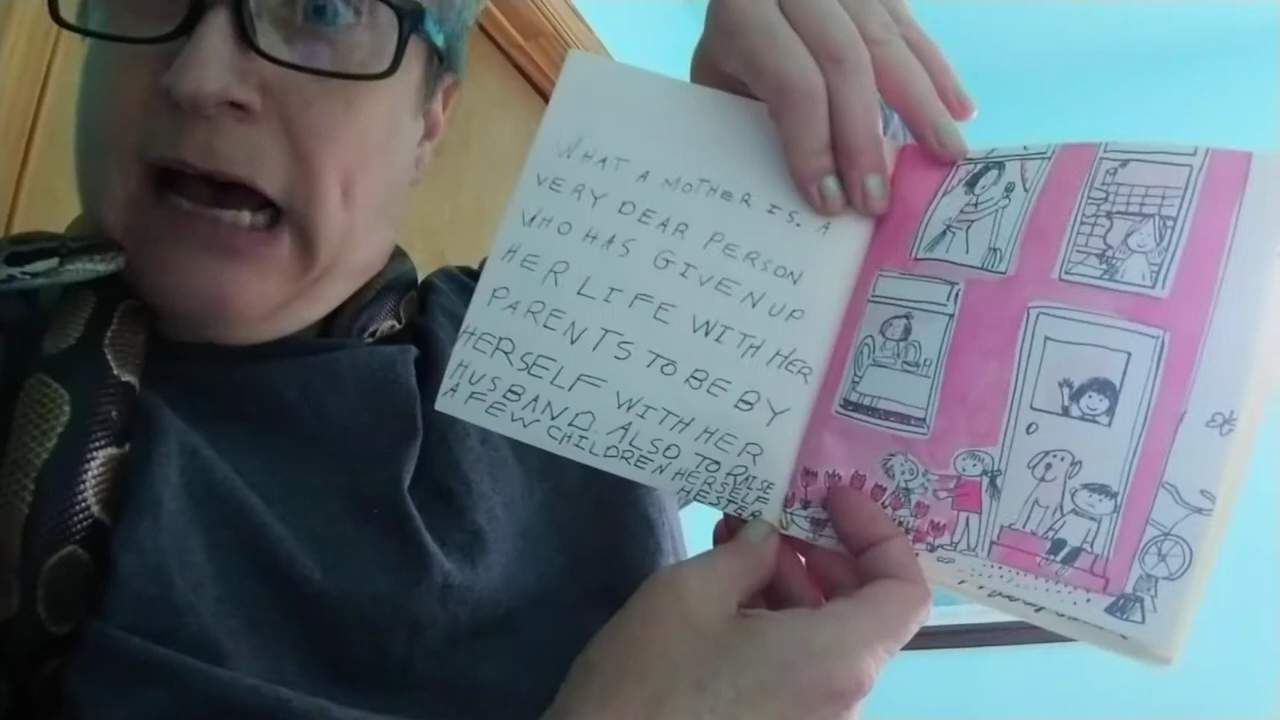 WHAT A MOTHER IS. A
VERY DEAR PERSON
WHO HAS GIVEN UP
HER LIFE WITH HER
PARENTS TO BE BY
HERSELF WITH HER
HUSBAND. ALSO TO RAISE
A FEW CHILDREN HERSELF
HESTER